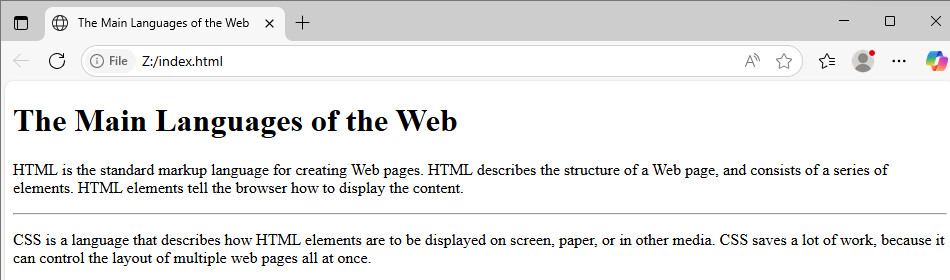 The Main Languages of the Web
File Z:/index.html
The Main Languages of the Web
HTML is the standard markup language for creating Web pages. HTML describes the structure of a Web page, and consists of a series of
elements. HTML elements tell the browser how to display the content.
CSS is a language that describes how HTML elements are to be displayed on screen, paper, or in other media. CSS saves a lot of work, because it
can control the layout of multiple web pages all at once.